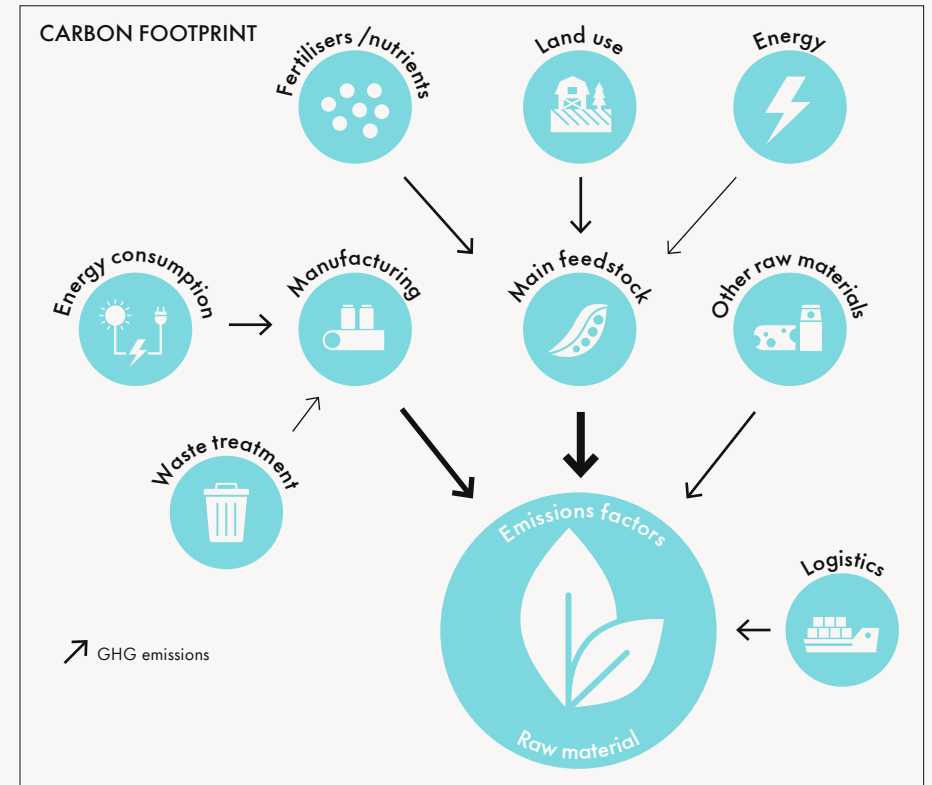 CARBON FOOTPRINT
Fertilisers /nutrients
Land use
Energy
Energy consumption
Manufacturing
Main feedstock
Other raw materials
Waste treatment
Emissions factors
Logistics
GHG emissions
Raw material